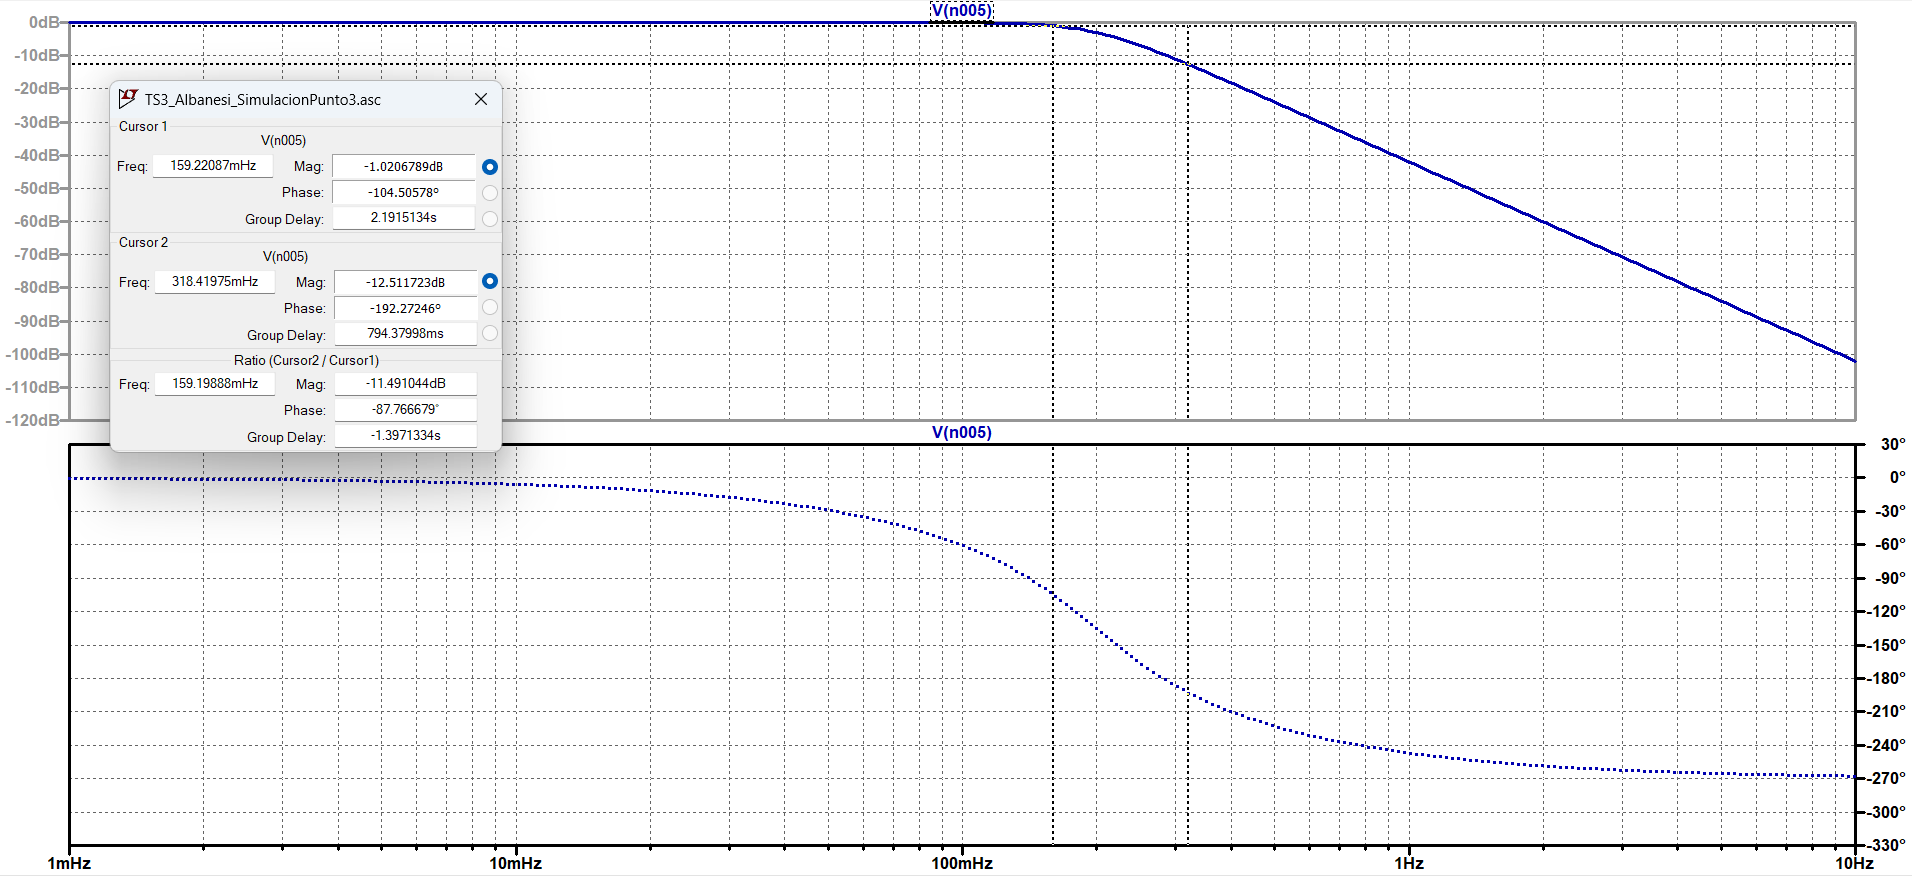 V(n005)
0dB
-10dB
-20dB
-30dB
-40dB
-50dB
-60dB
-70dB
-80dB
-90dB
-100dB
-110dB
-120dB
TS3_Albanesi_SimulacionPunto3.asc
Cursor 1
V(n005)
Freq: 159.22087mHz Mag: -1.0206789dB
Phase: -104.50578°
Group Delay: 2.1915134s
Cursor 2
V(n005)
Freq: 318.41975mHz Mag: -12.511723dB
Phase: -192.27246°
Group Delay: 794.37998ms
Ratio (Cursor2 / Cursor1)
Freq: 159.19888mHz Mag: -11.491044dB
Phase: -87.766679°
Group Delay: -1.3971334s
V(n005)
30°
0°
-30°
-60°
-90°
-120°
-150°
-180°
-210°
-240°
-270°
-300°
-330°
1mHz 10mHz 100mHz 1Hz 10Hz